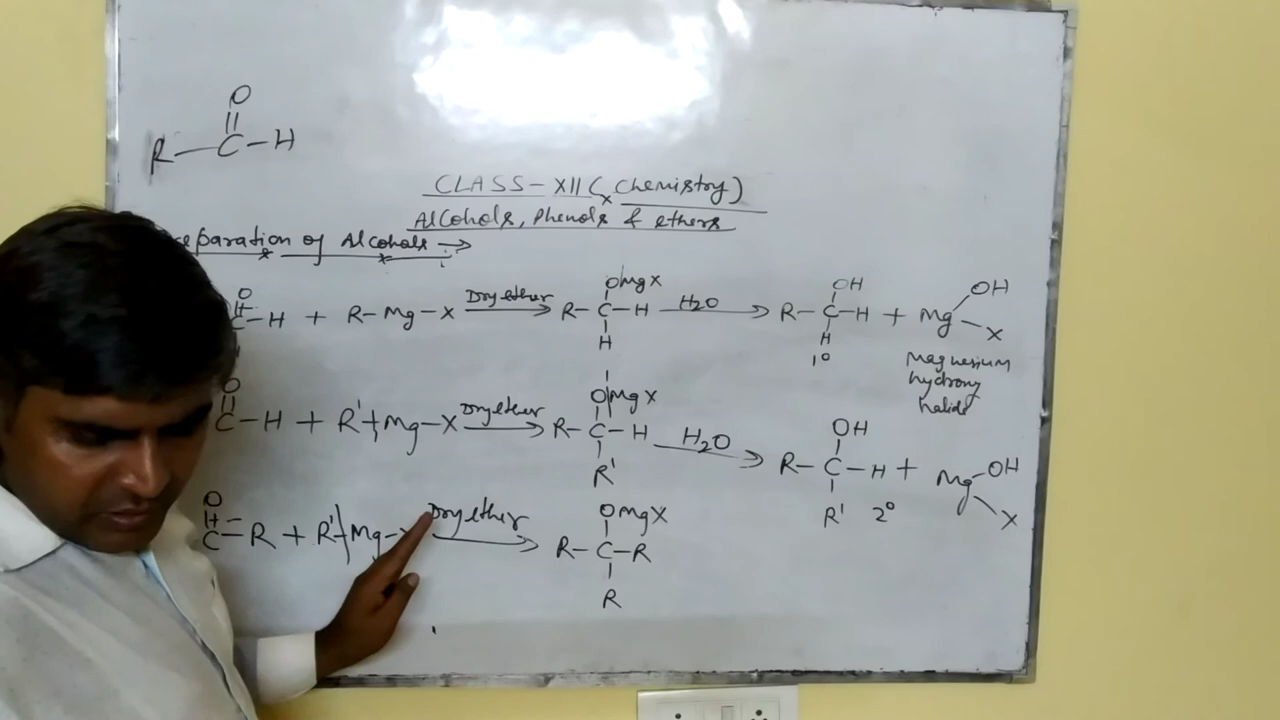 O
||
R—C—H
CLASS-XII (Chemistry)
Alcohols, Phenols & ethers
eparation of Alcohols →
O
||
C-H + R-Mg-X Dry ether → R-C-H H2O → R-C-H + Mg
OMgX
H
OH
H
1°
OH
X
Magnesium
hydroxy
halide
O
||
C-H + R'-Mg-X Dry ether → R-C-H H2O → R-C-H + Mg
OMgX
R'
OH
R' 2°
OH
X
O
||
C-R + R'-Mg- Dry ether → R-C-R
OMgX
R